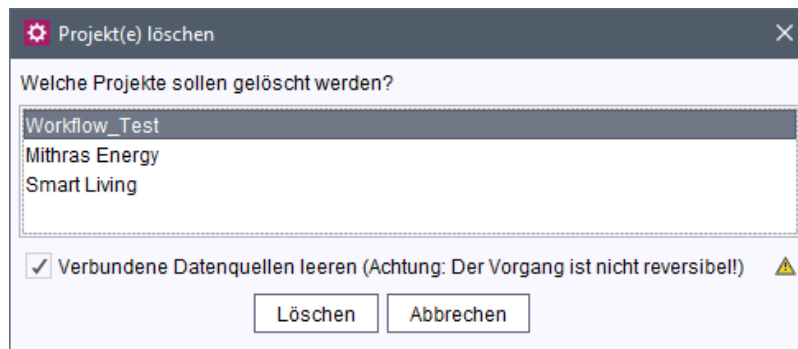 Projekt(e) löschen
Welche Projekte sollen gelöscht werden?
Workflow_Test
Mithras Energy
Smart Living
Verbundene Datenquellen leeren (Achtung: Der Vorgang ist nicht reversibel!)
Löschen Abbrechen